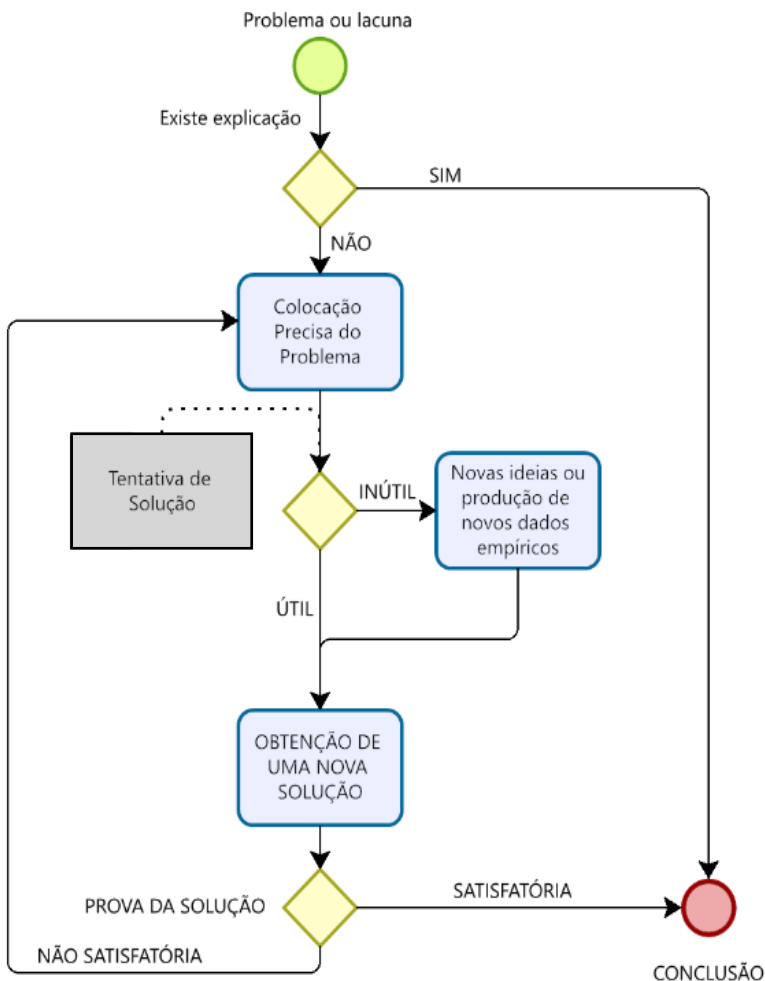 Problema ou lacuna
Existe explicação
SIM
NÃO
Colocação
Precisa do
Problema
Tentativa de
Solução
INÚTIL
Novas ideias ou
produção de
novos dados
empíricos
ÚTIL
OBTENÇÃO DE
UMA NOVA
SOLUÇÃO
PROVA DA SOLUÇÃO
SATISFATÓRIA
NÃO SATISFATÓRIA
CONCLUSÃO